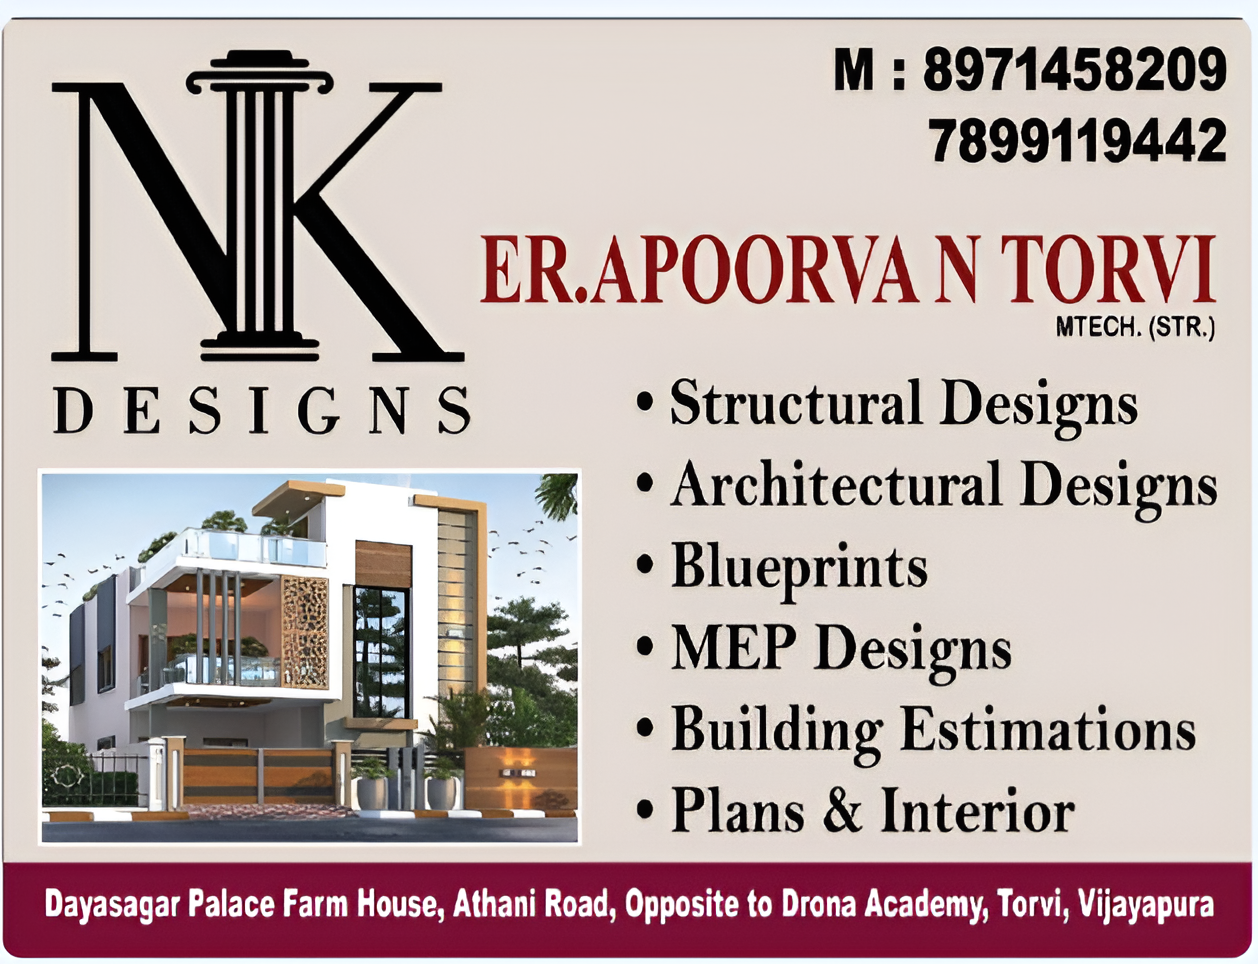 NK
DESIGNS
M : 8971458209
7899119442
ER.APOORVA N TORVI
MTECH. (STR.)
• Structural Designs
• Architectural Designs
• Blueprints
• MEP Designs
• Building Estimations
• Plans & Interior
Dayasagar Palace Farm House, Athani Road, Opposite to Drona Academy, Torvi, Vijayapura